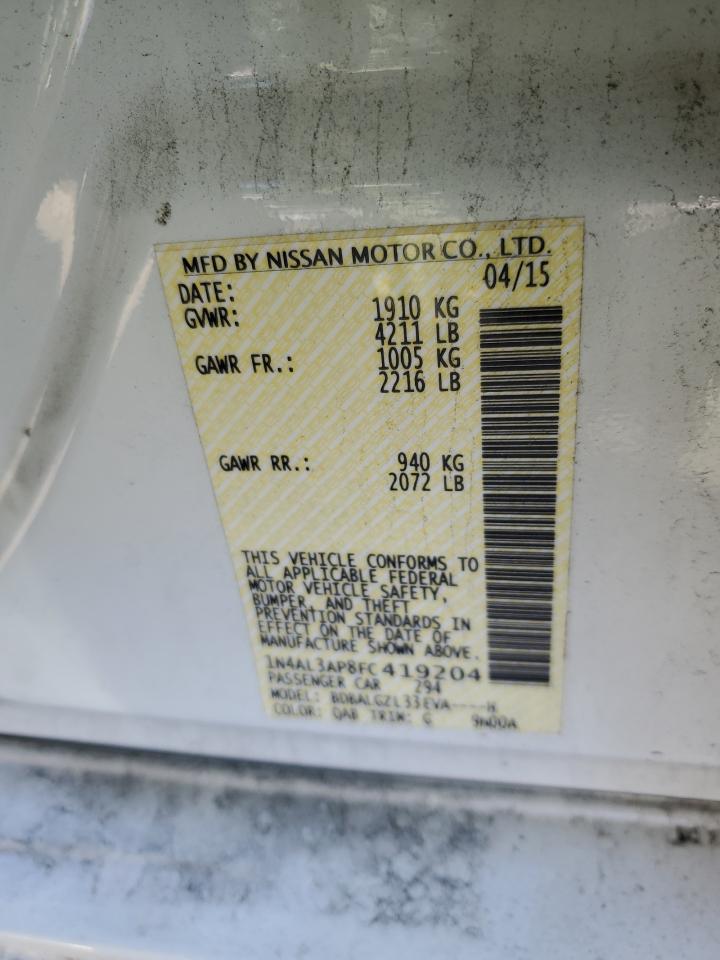 MFD BY NISSAN MOTOR CO., LTD.
DATE: 04/15
GVWR: 1910 KG
4211 LB
GAWR FR.: 1005 KG
2216 LB
GAWR RR.: 940 KG
2072 LB
THIS VEHICLE CONFORMS TO
ALL APPLICABLE FEDERAL
MOTOR VEHICLE SAFETY,
BUMPER, AND THEFT
PREVENTION STANDARDS IN
EFFECT ON THE DATE OF
MANUFACTURE SHOWN ABOVE.
1N4AL3AP8FC419204
PASSENGER CAR 294
MODEL: BDBALGZL33EVA----H
COLOR: QAB TRIM: G